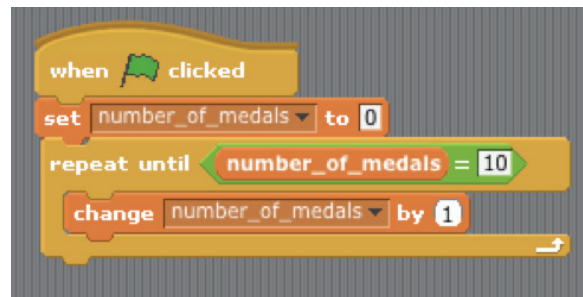 when clicked
set number_of_medals to 0
repeat until number_of_medals = 10
change number_of_medals by 1